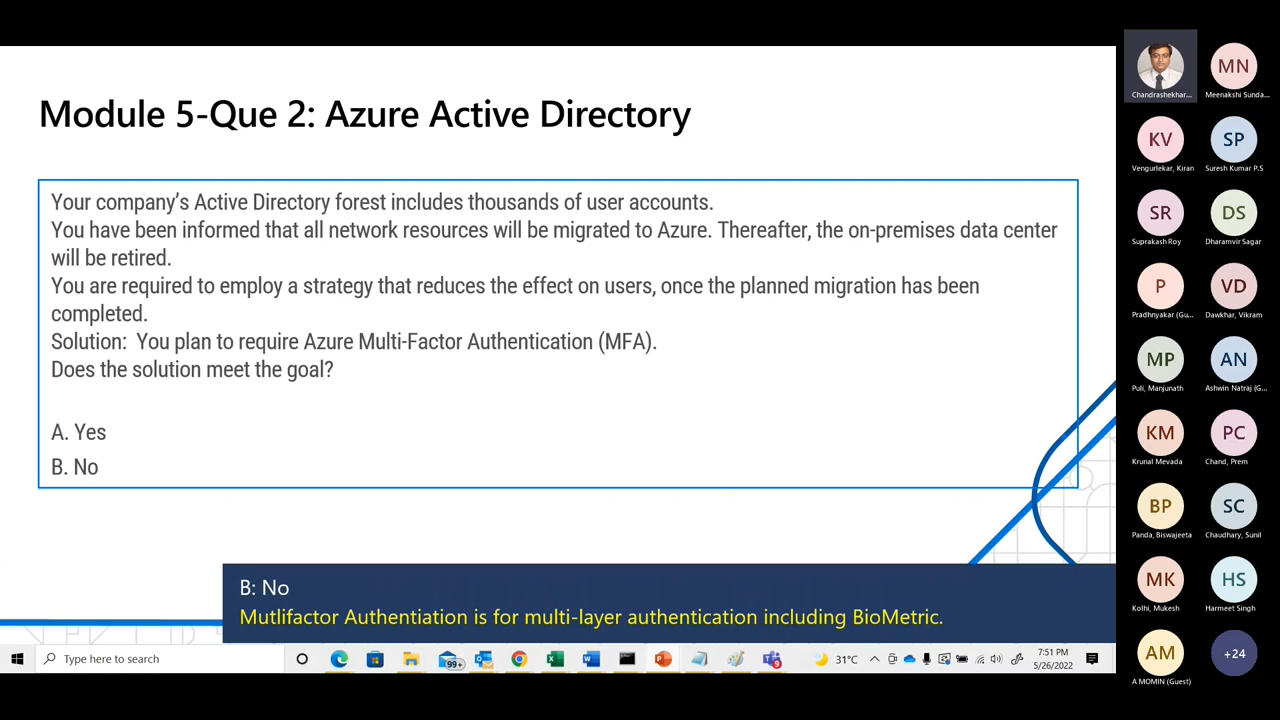 Module 5-Que 2: Azure Active Directory
Your company's Active Directory forest includes thousands of user accounts.
You have been informed that all network resources will be migrated to Azure. Thereafter, the on-premises data center
will be retired.
You are required to employ a strategy that reduces the effect on users, once the planned migration has been
completed.
Solution: You plan to require Azure Multi-Factor Authentication (MFA).
Does the solution meet the goal?
A. Yes
B. No
B: No
Mutlifactor Authentiation is for multi-layer authentication including BioMetric.
Type here to search
99+
9
31°C
7:51 PM
5/26/2022
Chandrashekhar...
MN
Meenakshi Sunda...
KV
Vengurlekar, Kiran
SP
Suresh Kumar P.S
SR
Suprakash Roy
DS
Dharamvir Sagar
P
Pradhnyakar (Gu...
VD
Dawkhar, Vikram
MP
Puli, Manjunath
AN
Ashwin Natraj (G...
KM
Krunal Mevada
PC
Chand, Prem
BP
Panda, Biswajeeta
SC
Chaudhary, Sunil
MK
Kolhi, Mukesh
HS
Harmeet Singh
AM
A MOMIN (Guest)
+24